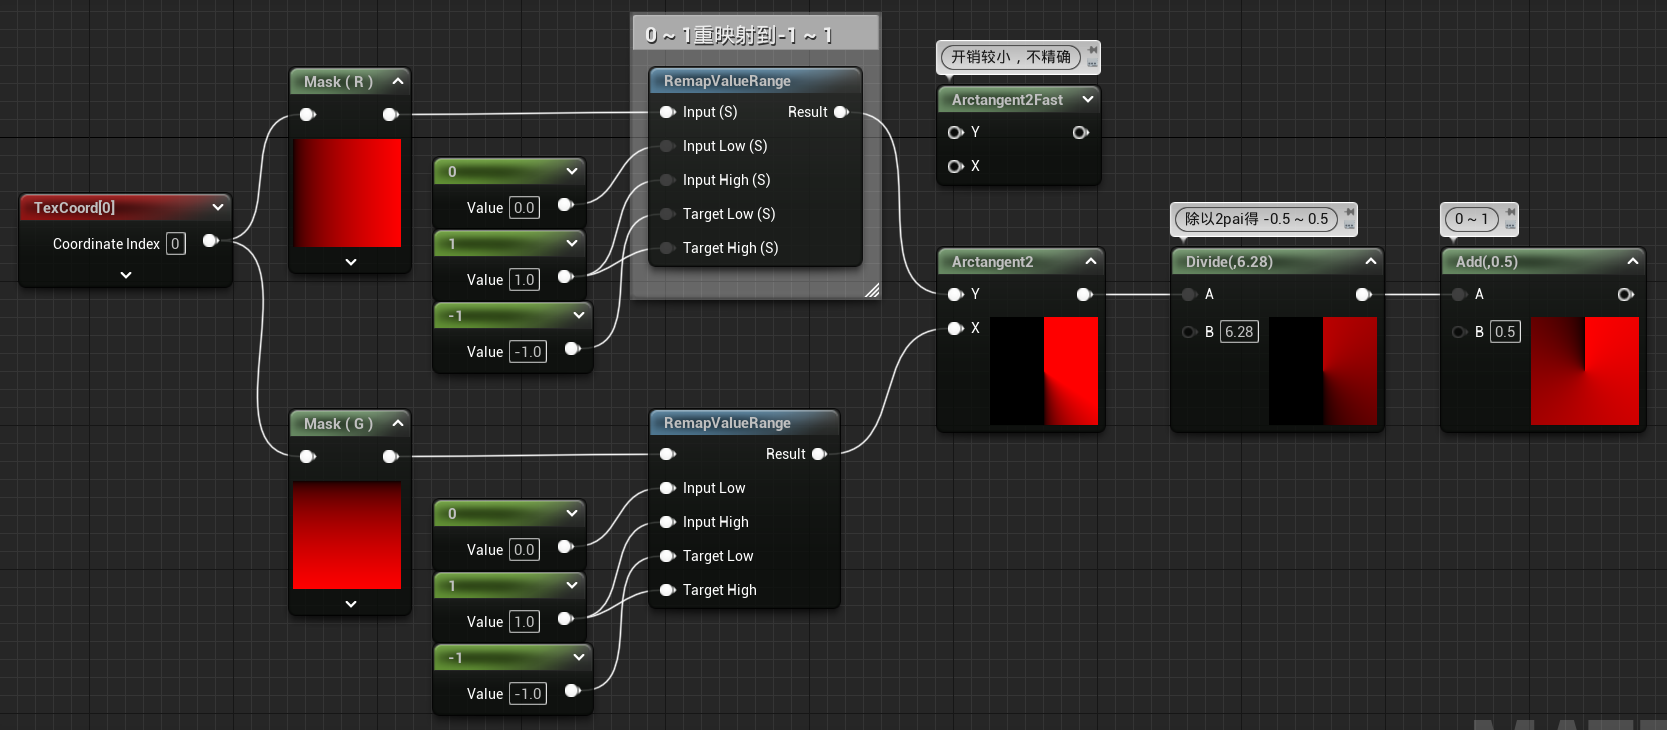 0 ~ 1重映射到-1 ~ 1
Mask ( R )
RemapValueRange
Input (S)
Result
Input Low (S)
Input High (S)
Target Low (S)
Target High (S)
开销较小，不精确
Arctangent2Fast
Y
X
0
Value 0.0
1
Value 1.0
-1
Value -1.0
TexCoord[0]
Coordinate Index 0
Arctangent2
Y
X
除以2pai得 -0.5 ~ 0.5
Divide(,6.28)
A
B 6.28
0 ~ 1
Add(,0.5)
A
B 0.5
Mask ( G )
RemapValueRange
Result
Input Low
Input High
Target Low
Target High
0
Value 0.0
1
Value 1.0
-1
Value -1.0